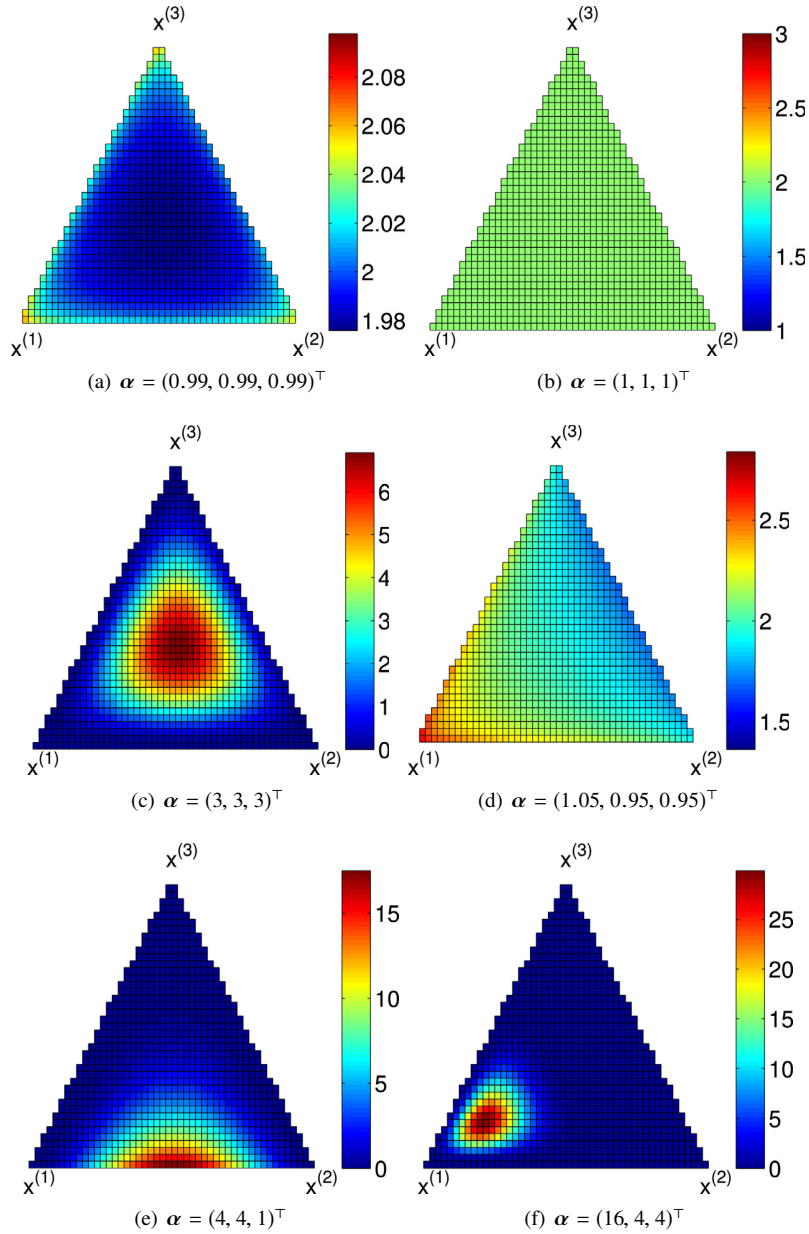 x(3)
2.08
2.06
2.04
2.02
2
1.98
x(1)
x(2)
(a) α = (0.99, 0.99, 0.99)⊤
x(3)
3
2.5
2
1.5
1
x(1)
x(2)
(b) α = (1, 1, 1)⊤
x(3)
6
5
4
3
2
1
0
x(1)
x(2)
(c) α = (3, 3, 3)⊤
x(3)
2.5
2
1.5
x(1)
x(2)
(d) α = (1.05, 0.95, 0.95)⊤
x(3)
15
10
5
0
x(1)
x(2)
(e) α = (4, 4, 1)⊤
x(3)
25
20
15
10
5
0
x(1)
x(2)
(f) α = (16, 4, 4)⊤